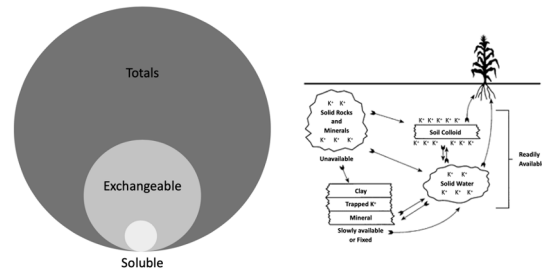 Totals
Exchangeable
Soluble
K⁺ K⁺
Solid Rocks
and
Minerals
K⁺ K⁺ K⁺
Unavailable
K⁺ K⁺ K⁺ K⁺ K⁺
Soil Colloid
K⁺ K⁺ K⁺ K⁺ K⁺ K⁺
K⁺ K⁺
Solid Water
K⁺ K⁺ K⁺
Readily
Available
Clay
Trapped K⁺
Mineral
Slowly available
or Fixed